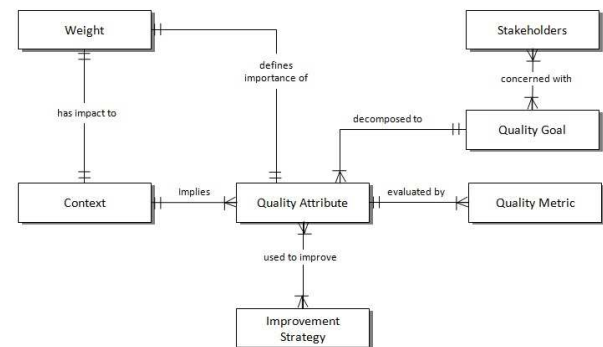 Weight
Stakeholders
defines
importance of
concerned with
has impact to
decomposed to
Quality Goal
Implies
evaluated by
Context
Quality Attribute
Quality Metric
used to improve
Improvement
Strategy